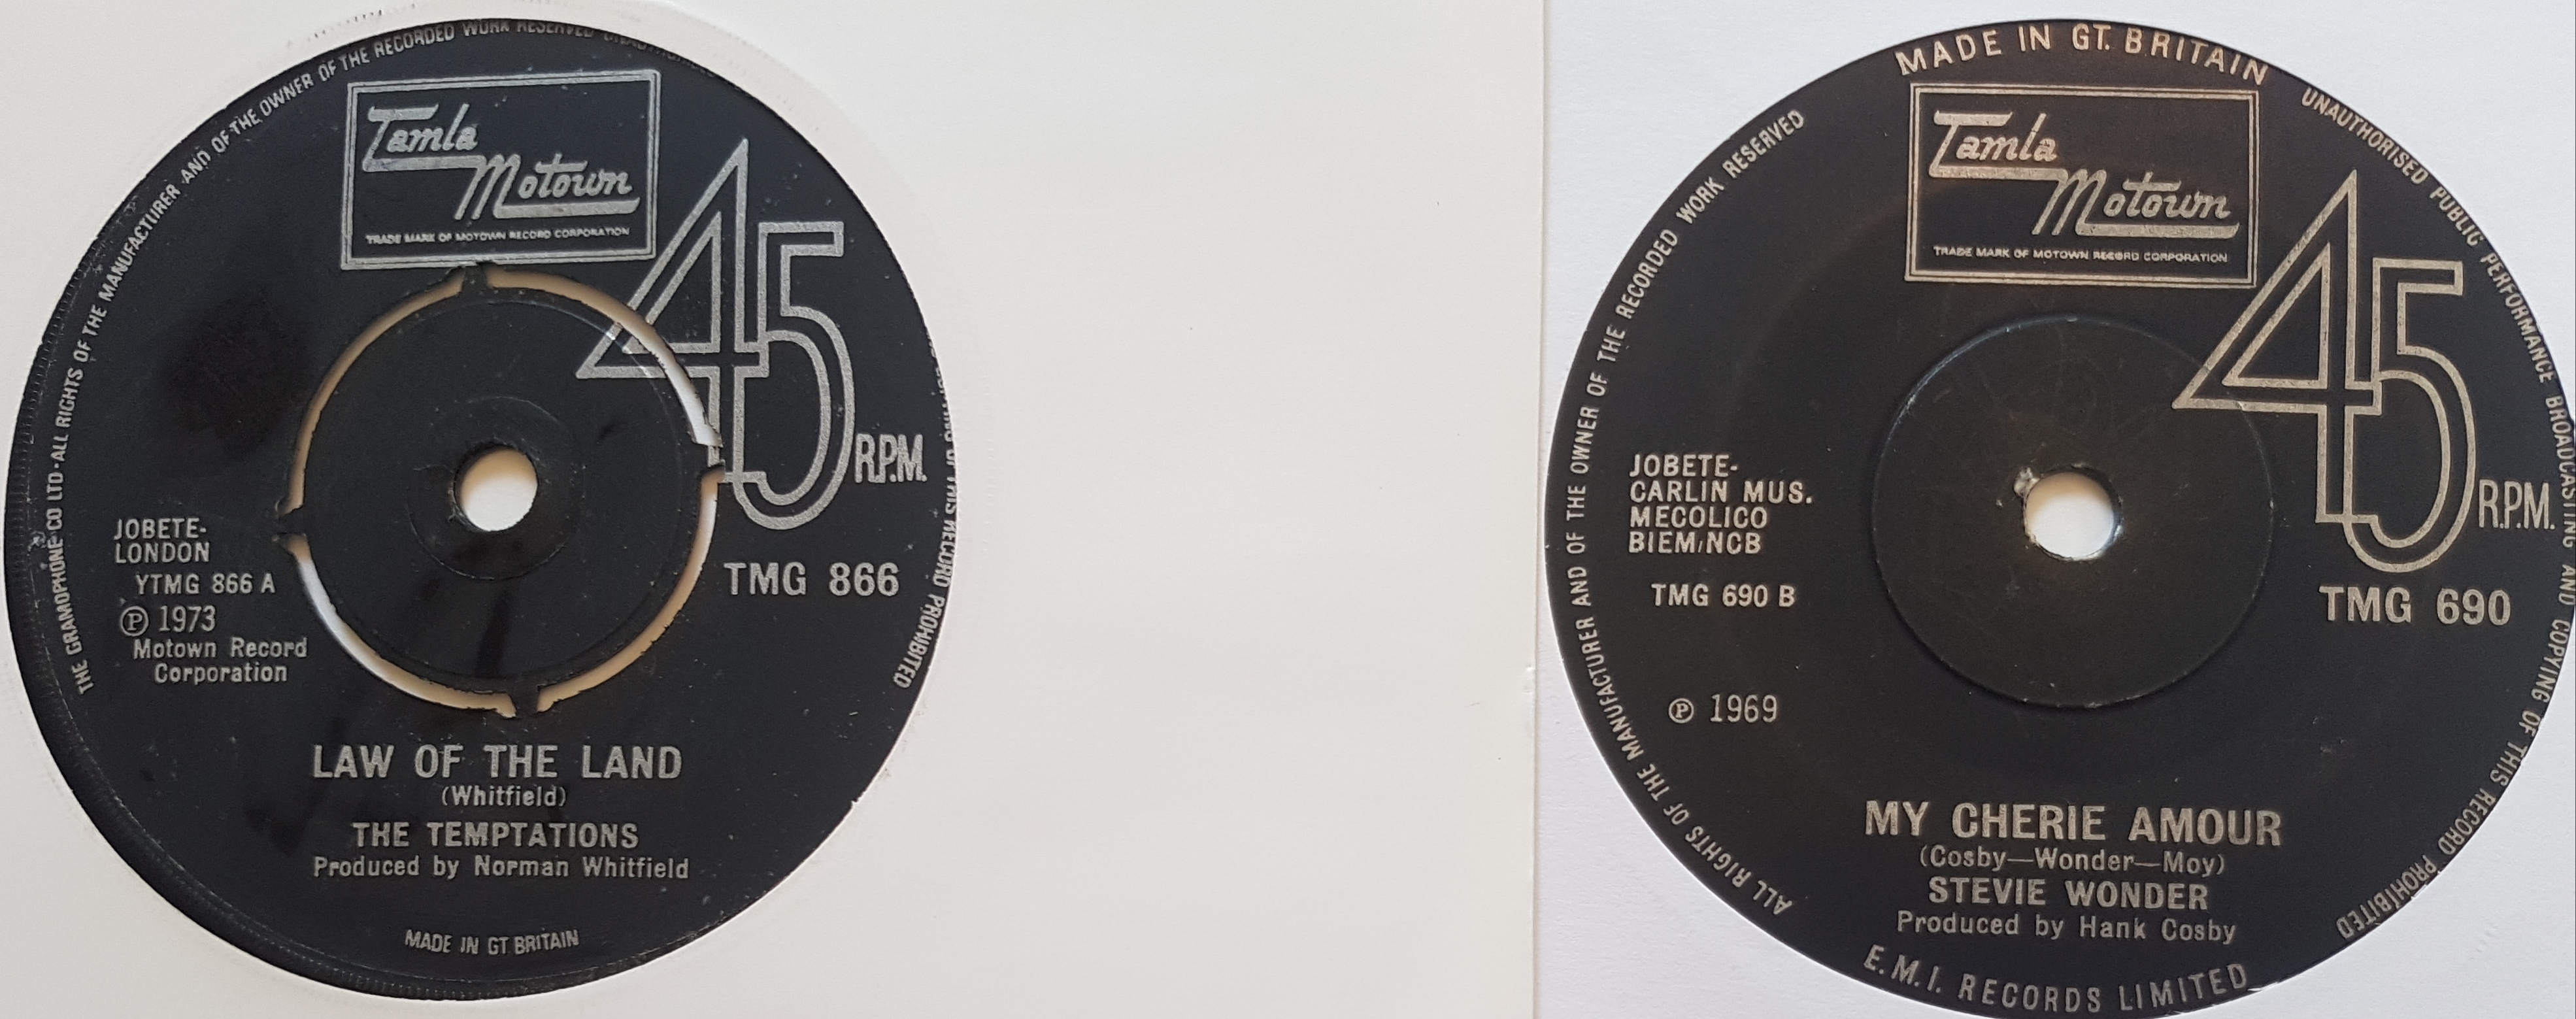 THE GRAMOPHONE CO LTD · ALL RIGHTS OF THE MANUFACTURER AND OF THE OWNER OF THE RECORDED WORK RESERVED
OF THIS RECORD PROHIBITED
Tamla
Motown
TRADE MARK OF MOTOWN RECORD CORPORATION
45
R.P.M.
JOBETE-
LONDON
YTMG 866 A
℗ 1973
Motown Record
Corporation
TMG 866
LAW OF THE LAND
(Whitfield)
THE TEMPTATIONS
Produced by Norman Whitfield
MADE IN GT BRITAIN
MADE IN GT. BRITAIN
ALL RIGHTS OF THE MANUFACTURER AND OF THE OWNER OF THE RECORDED WORK RESERVED
UNAUTHORISED PUBLIC PERFORMANCE BROADCASTING AND COPYING OF THIS RECORD PROHIBITED
Tamla
Motown
TRADE MARK OF MOTOWN RECORD CORPORATION
45
R.P.M.
JOBETE-
CARLIN MUS.
MECOLICO
BIEM/NCB
TMG 690 B
℗ 1969
TMG 690
MY CHERIE AMOUR
(Cosby—Wonder—Moy)
STEVIE WONDER
Produced by Hank Cosby
E.M.I. RECORDS LIMITED